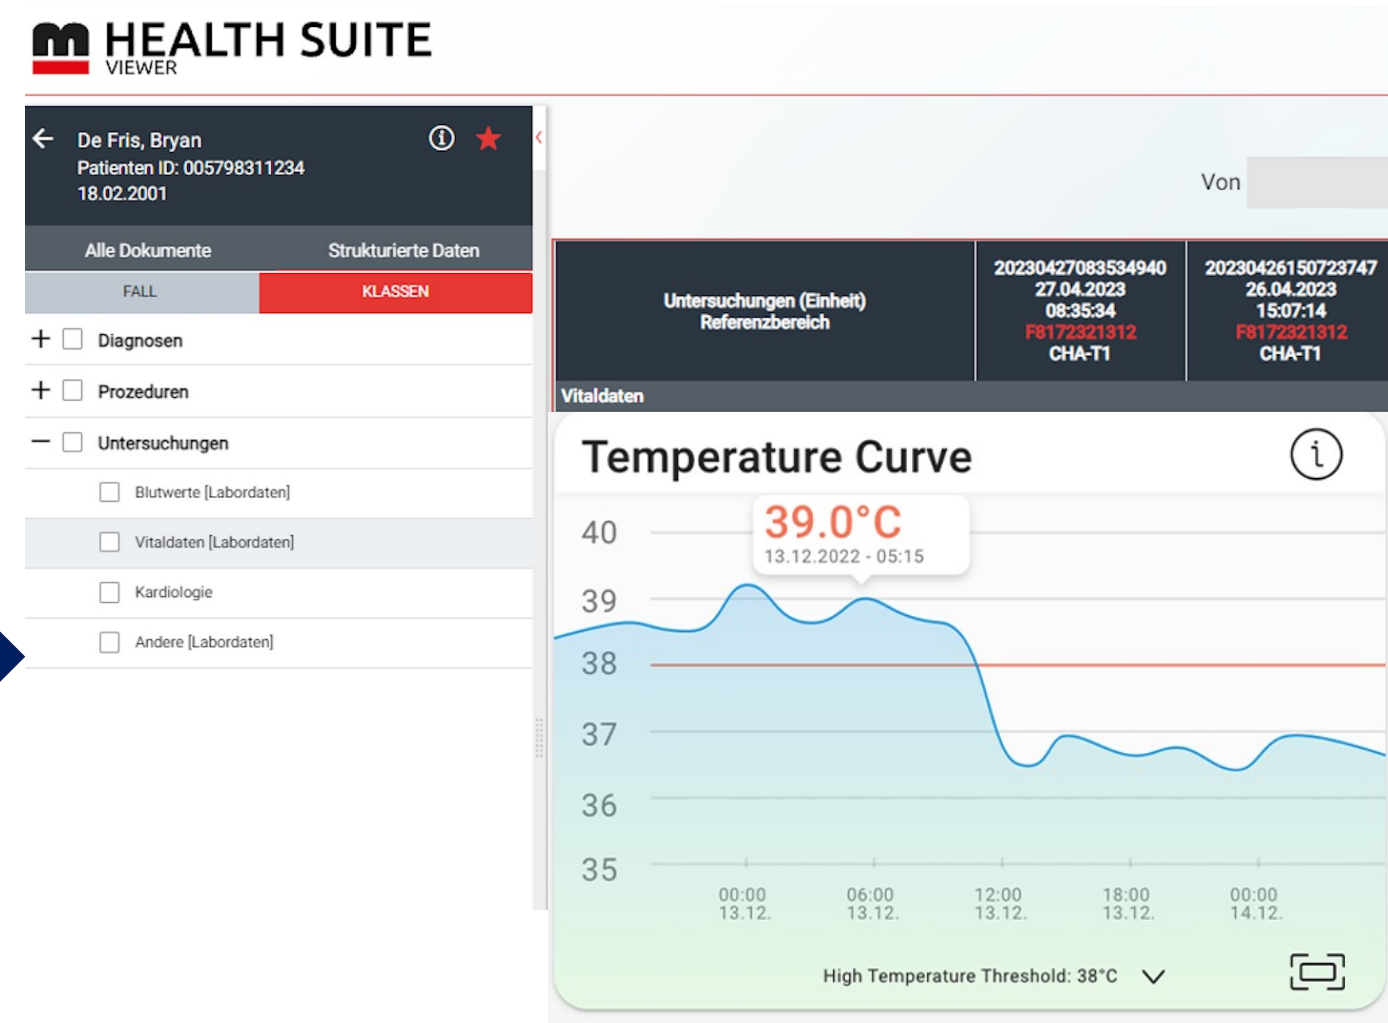 m HEALTH SUITE
VIEWER
De Fris, Bryan
Patienten ID: 005798311234
18.02.2001
Alle Dokumente
Strukturierte Daten
FALL
KLASSEN
Diagnosen
Prozeduren
Untersuchungen
Blutwerte [Labordaten]
Vitaldaten [Labordaten]
Kardiologie
Andere [Labordaten]
Von
Untersuchungen (Einheit)
Referenzbereich
20230427083534940
27.04.2023
08:35:34
F8172321312
CHA-T1
20230426150723747
26.04.2023
15:07:14
F8172321312
CHA-T1
Vitaldaten
Temperature Curve
39.0°C
13.12.2022 - 05:15
40
39
38
37
36
35
00:00
13.12.
06:00
13.12.
12:00
13.12.
18:00
13.12.
00:00
14.12.
High Temperature Threshold: 38°C